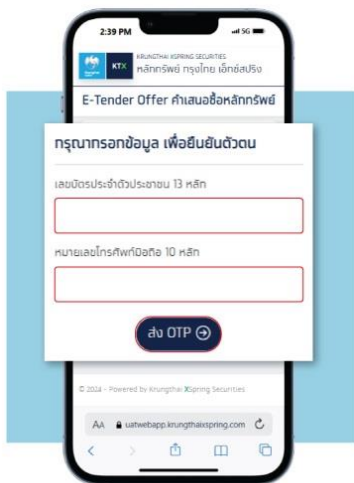 2:39 PM
5G
KTX
KRUNGTHAI XSPRING SECURITIES
หลักทรัพย์ กรุงไทย เอ็กซ์สปริง
E-Tender Offer คำเสนอซื้อหลักทรัพย์
กรุณากรอกข้อมูล เพื่อยืนยันตัวตน
เลขบัตรประจำตัวประชาชน 13 หลัก
หมายเลขโทรศัพท์มือถือ 10 หลัก
ส่ง OTP
© 2024 - Powered by Krungthai XSpring Securities
AA uatwebapp.krungthaixspring.com